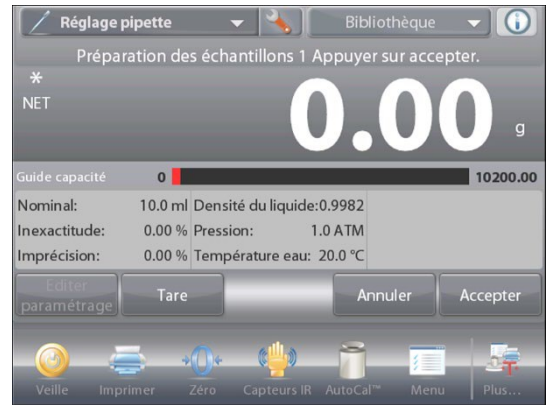 Réglage pipette
Bibliothèque
Préparation des échantillons 1 Appuyer sur accepter.
*
NET
0.00 g
Guide capacité 0 10200.00
Nominal: 10.0 ml Densité du liquide:0.9982
Inexactitude: 0.00 % Pression: 1.0 ATM
Imprécision: 0.00 % Température eau: 20.0 °C
Editer
paramétrage
Tare
Annuler
Accepter
Veille Imprimer Zéro Capteurs IR AutoCal™ Menu Plus...